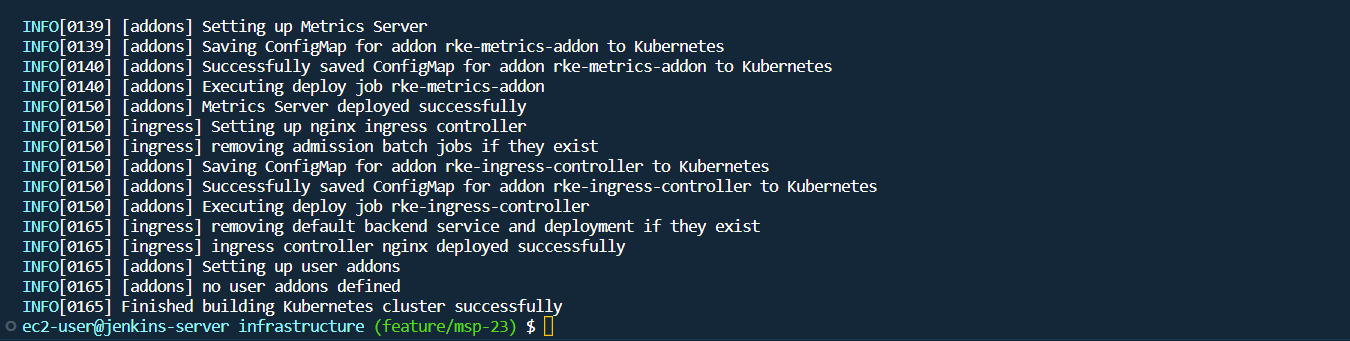 INFO[0139] [addons] Setting up Metrics Server
INFO[0139] [addons] Saving ConfigMap for addon rke-metrics-addon to Kubernetes
INFO[0140] [addons] Successfully saved ConfigMap for addon rke-metrics-addon to Kubernetes
INFO[0140] [addons] Executing deploy job rke-metrics-addon
INFO[0150] [addons] Metrics Server deployed successfully
INFO[0150] [ingress] Setting up nginx ingress controller
INFO[0150] [ingress] removing admission batch jobs if they exist
INFO[0150] [addons] Saving ConfigMap for addon rke-ingress-controller to Kubernetes
INFO[0150] [addons] Successfully saved ConfigMap for addon rke-ingress-controller to Kubernetes
INFO[0150] [addons] Executing deploy job rke-ingress-controller
INFO[0165] [ingress] removing default backend service and deployment if they exist
INFO[0165] [ingress] ingress controller nginx deployed successfully
INFO[0165] [addons] Setting up user addons
INFO[0165] [addons] no user addons defined
INFO[0165] Finished building Kubernetes cluster successfully
ec2-user@jenkins-server infrastructure (feature/msp-23) $